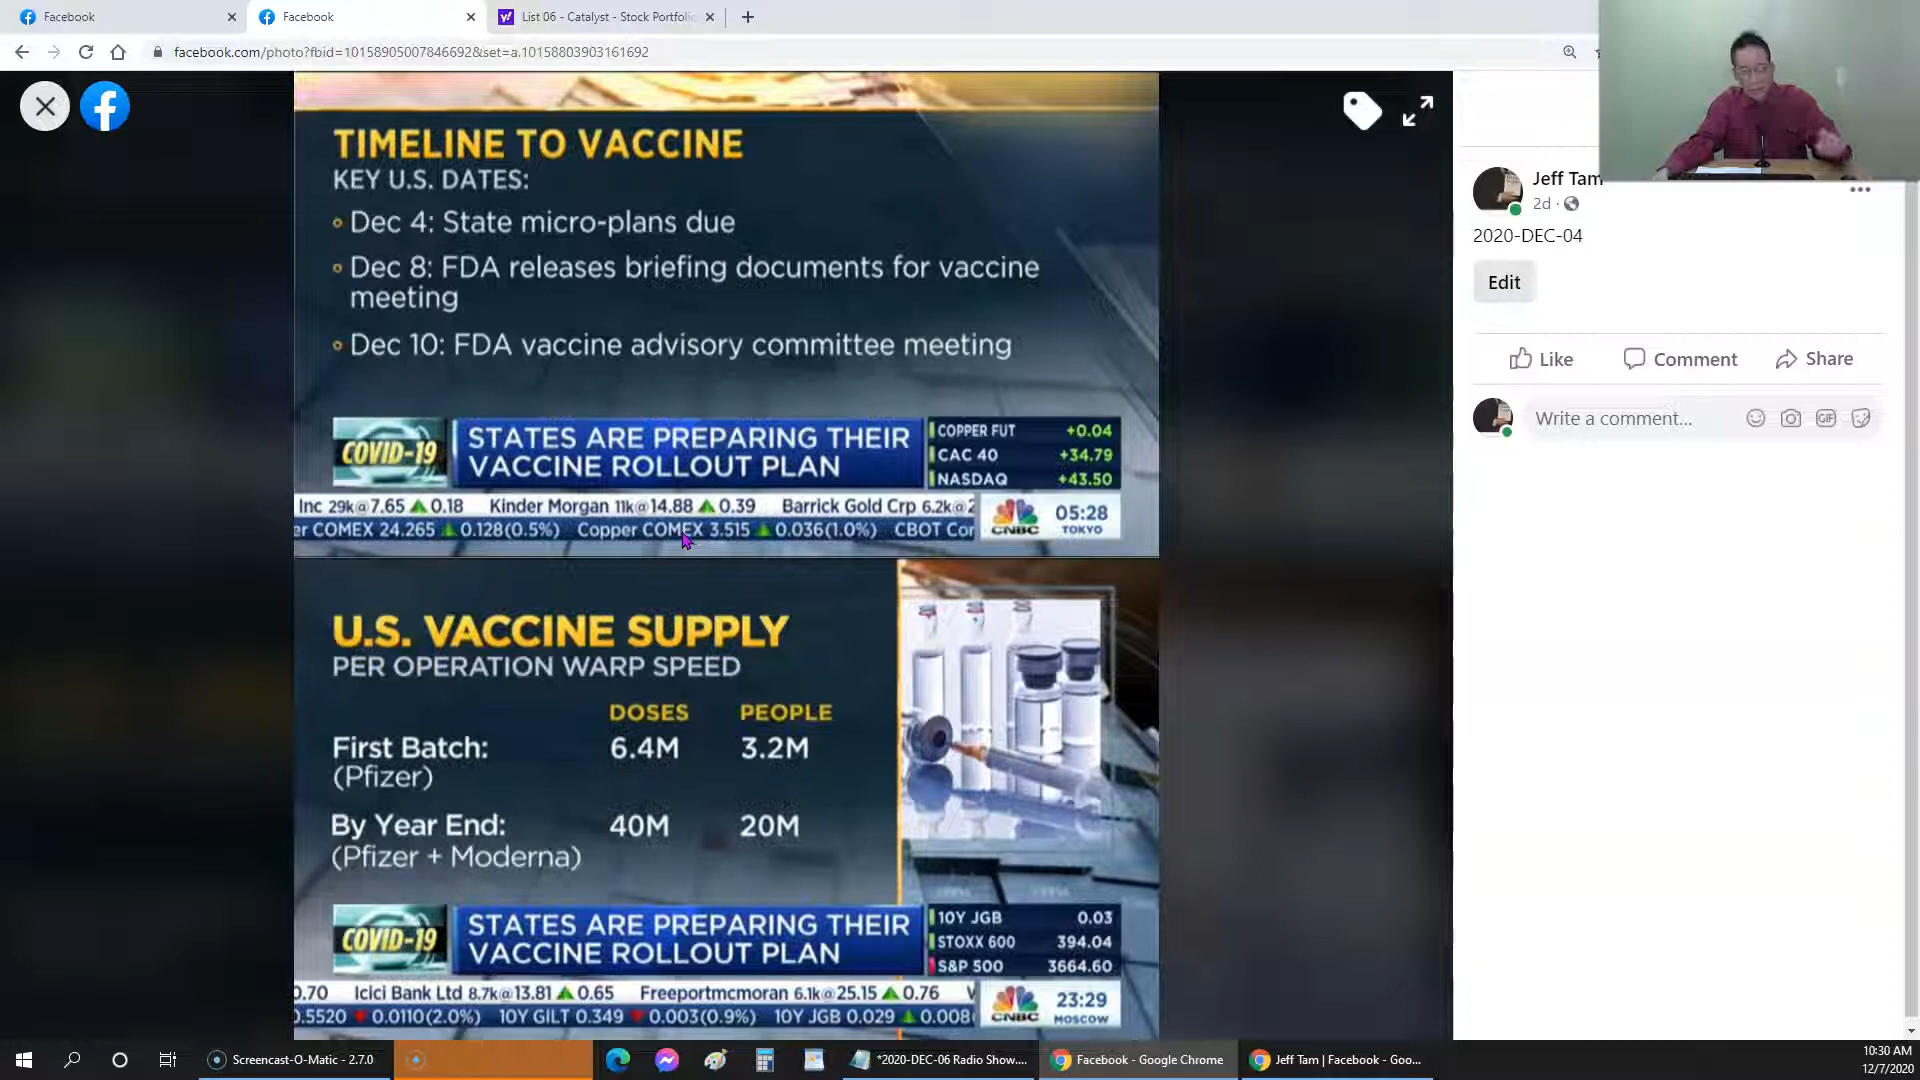 Facebook
Facebook
List 06 - Catalyst - Stock Portfolio
facebook.com/photo?fbid=10158905007846692&set=a.10158803903161692
TIMELINE TO VACCINE
KEY U.S. DATES:
Dec 4: State micro-plans due
Dec 8: FDA releases briefing documents for vaccine
meeting
Dec 10: FDA vaccine advisory committee meeting
COVID-19
STATES ARE PREPARING THEIR
VACCINE ROLLOUT PLAN
COPPER FUT +0.04
CAC 40 +34.79
NASDAQ +43.50
Inc 29k@7.65 ▲ 0.18 Kinder Morgan 11k@14.88 ▲ 0.39 Barrick Gold Crp 6.2k@2
er COMEX 24.265 ▲ 0.128(0.5%) Copper COMEX 3.515 ▲ 0.036(1.0%) CBOT Cor
CNBC
05:28
TOKYO
U.S. VACCINE SUPPLY
PER OPERATION WARP SPEED
DOSES PEOPLE
First Batch: 6.4M 3.2M
(Pfizer)
By Year End: 40M 20M
(Pfizer + Moderna)
COVID-19
STATES ARE PREPARING THEIR
VACCINE ROLLOUT PLAN
10Y JGB 0.03
STOXX 600 394.04
S&P 500 3664.60
0.70 Icici Bank Ltd 8.7k@13.81 ▲ 0.65 Freeportmcmoran 6.1k@25.15 ▲ 0.76
0.5520 ▼ 0.0110(2.0%) 10Y GILT 0.349 ▼ 0.003(0.9%) 10Y JGB 0.029 ▲ 0.008
CNBC
23:29
MOSCOW
Jeff Tam
2d ·
2020-DEC-04
Edit
Like Comment Share
Write a comment...
GIF
Screencast-O-Matic - 2.7.0
*2020-DEC-06 Radio Show....
Facebook - Google Chrome
Jeff Tam | Facebook - Goo...
10:30 AM
12/7/2020